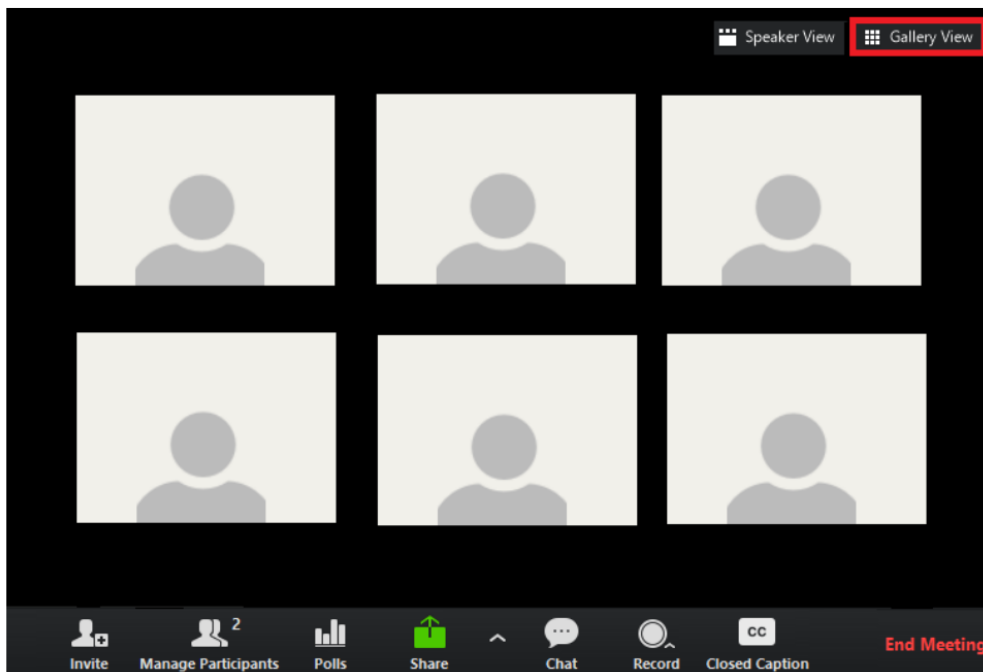 Speaker View Gallery View
2
CC
Invite Manage Participants Polls Share Chat Record Closed Caption End Meeting